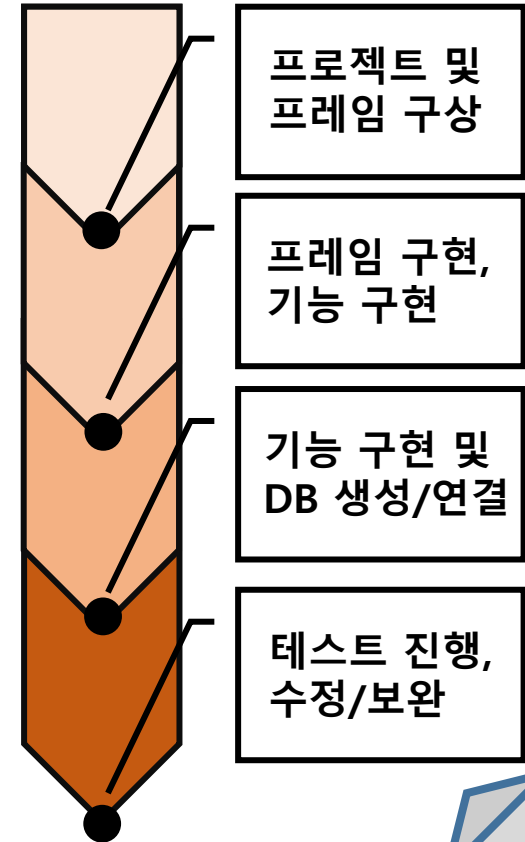 프로젝트 및
프레임 구상
프레임 구현,
기능 구현
기능 구현 및
DB 생성/연결
테스트 진행,
수정/보완